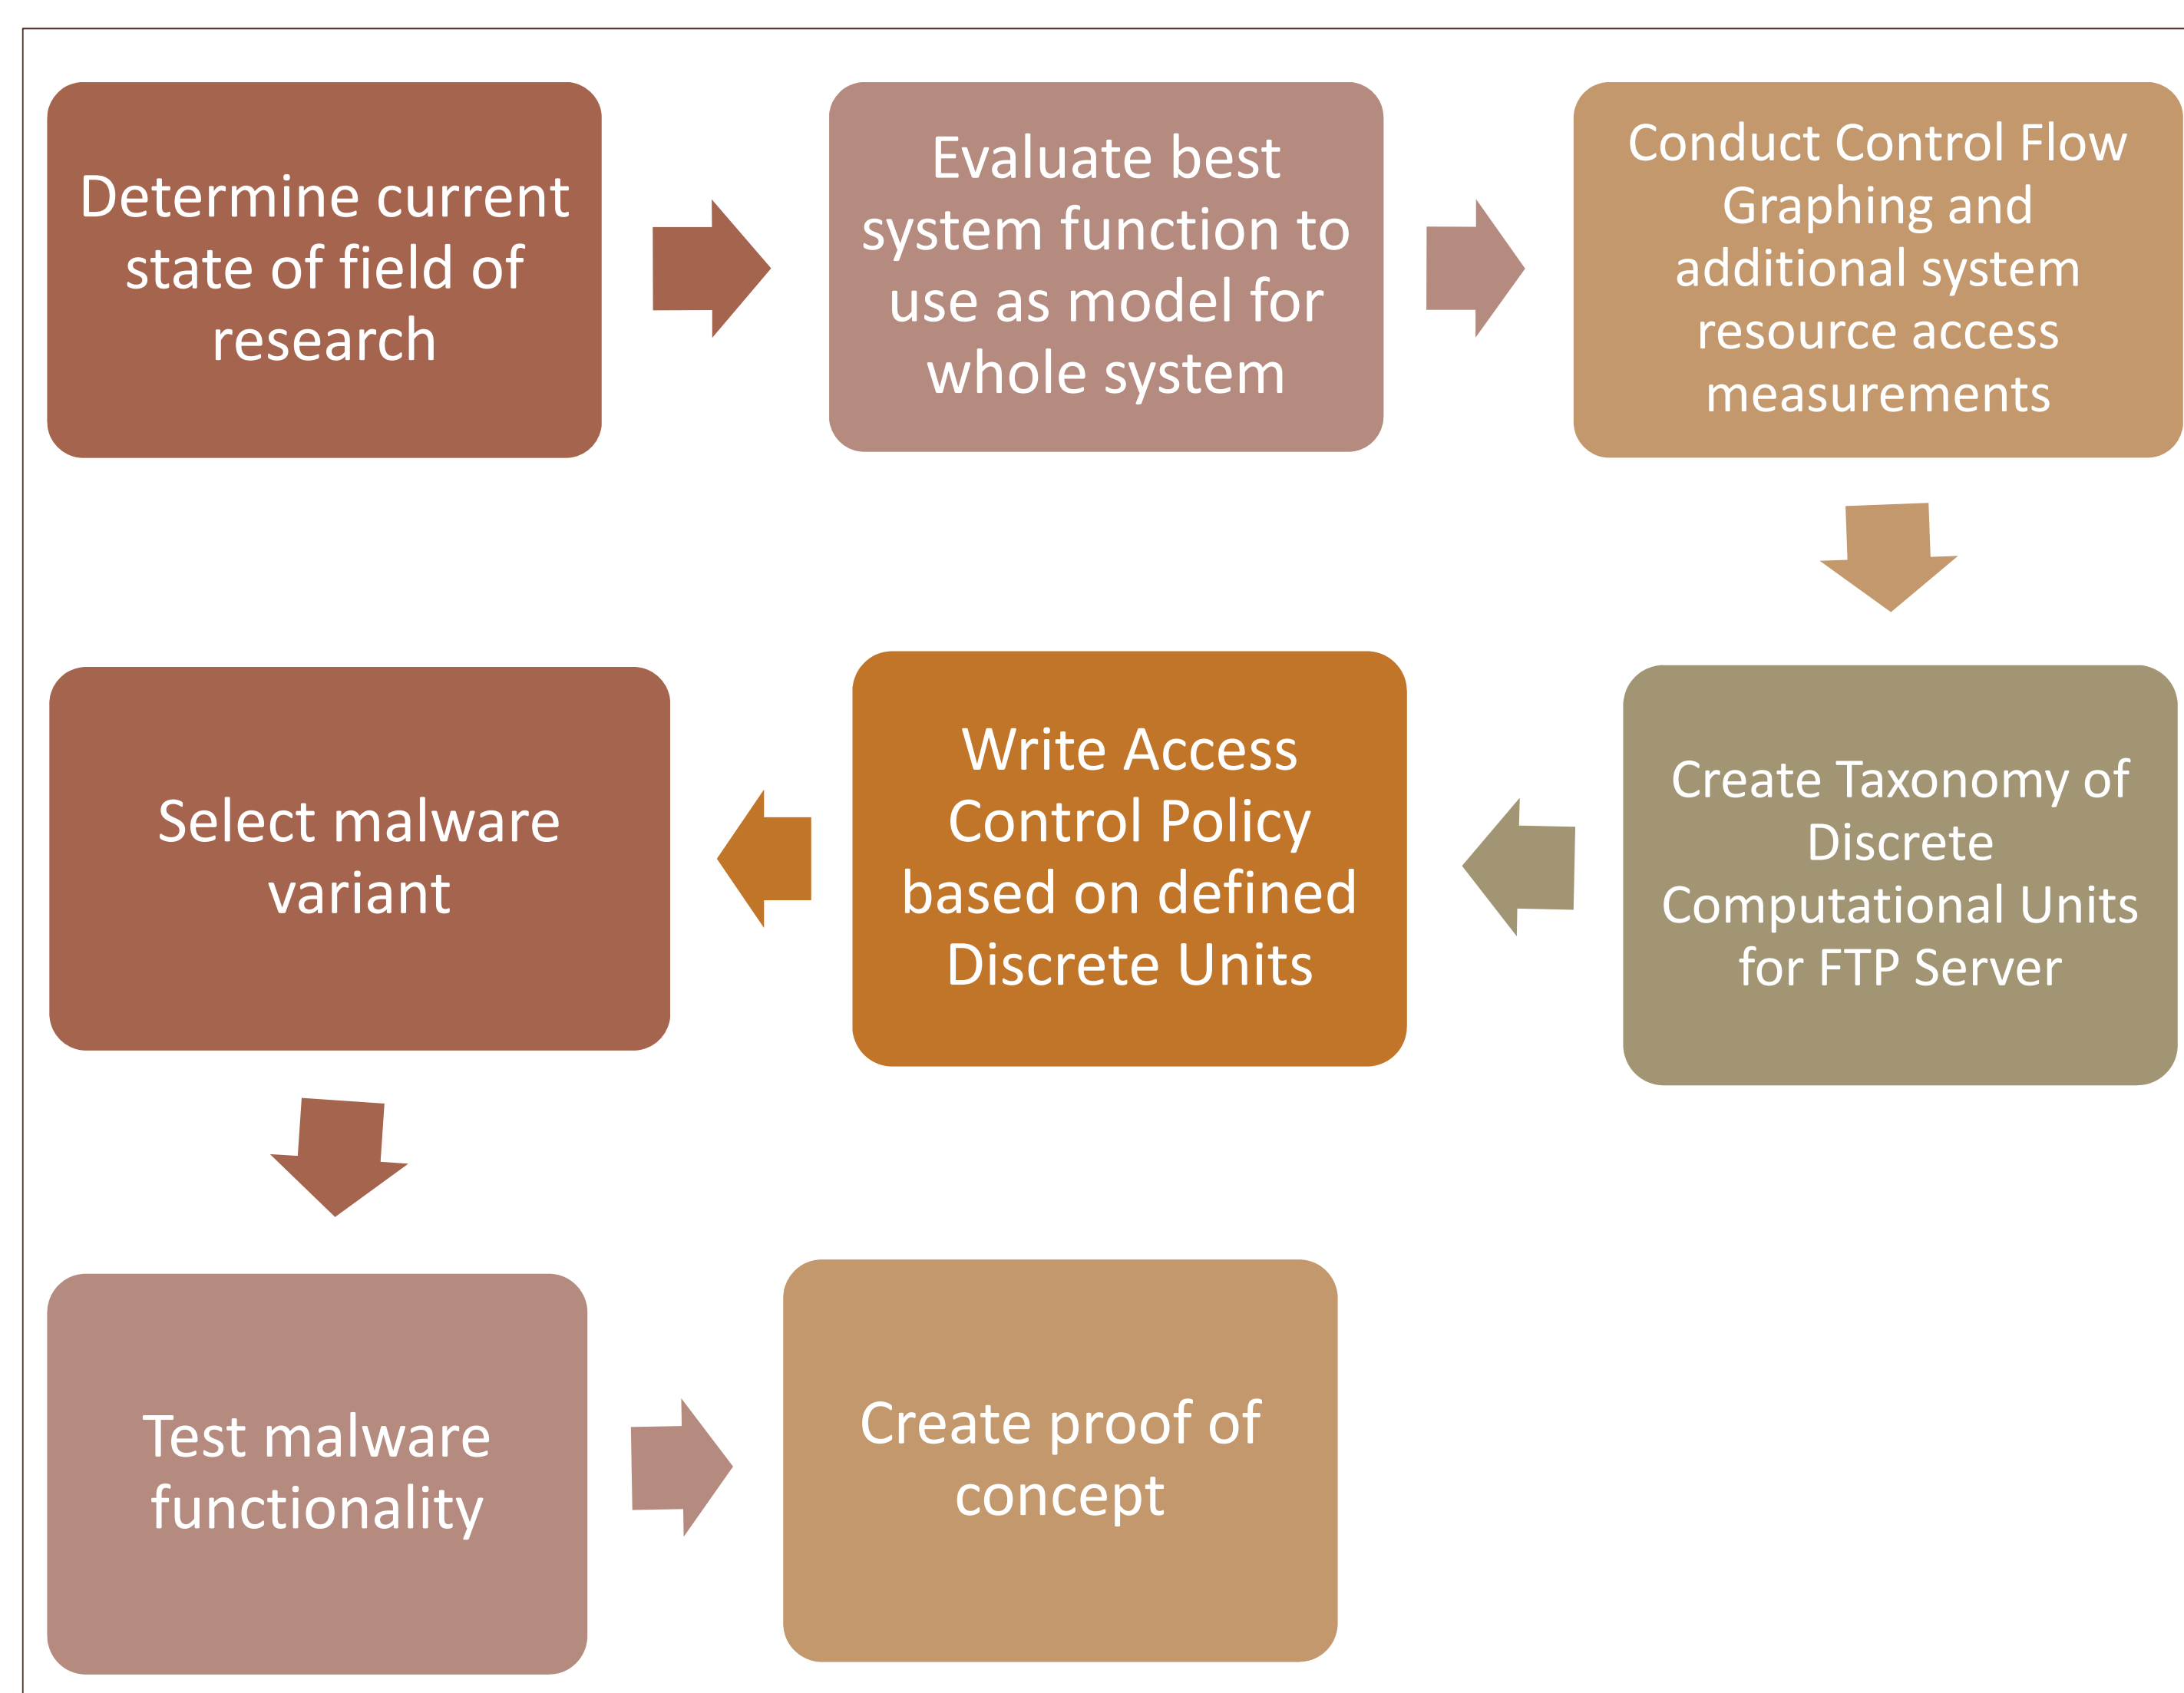 Determine current
state of field of
research
Evaluate best
system function to
use as model for
whole system
Conduct Control Flow
Graphing and
additional system
resource access
measurements
Create Taxonomy of
Discrete
Computational Units
for FTP Server
Write Access
Control Policy
based on defined
Discrete Units
Select malware
variant
Test malware
functionality
Create proof of
concept